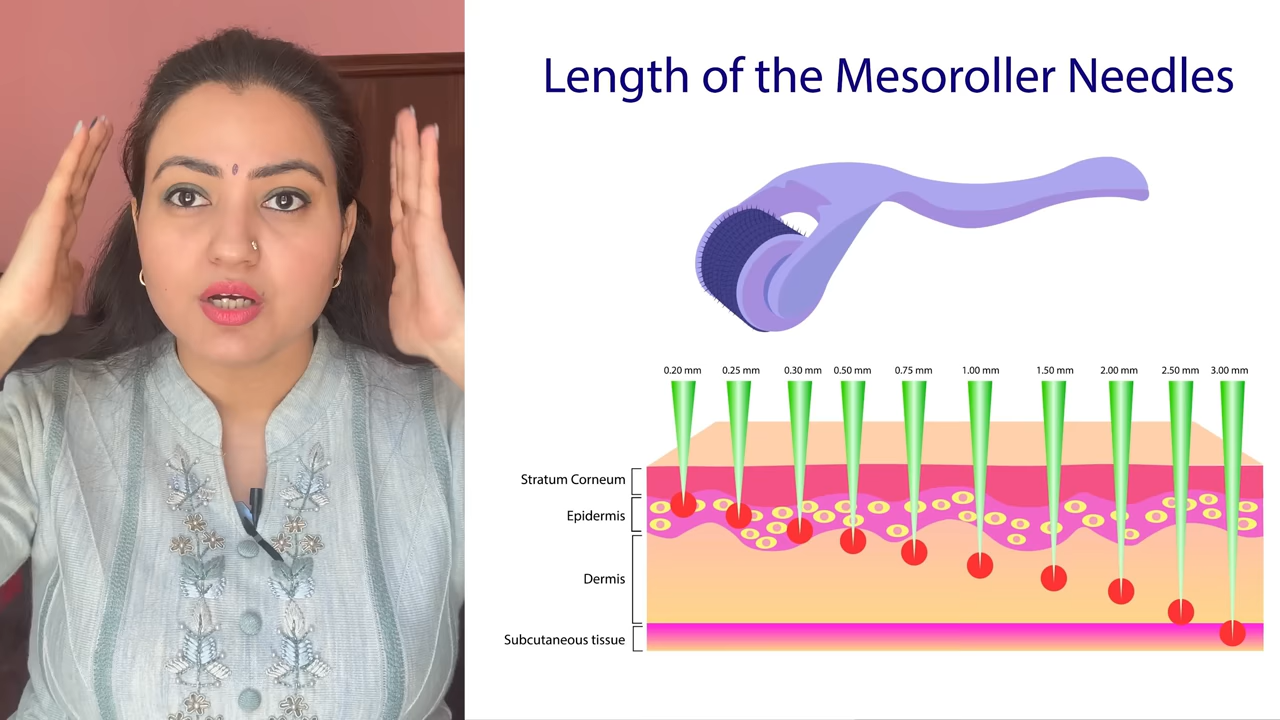 Length of the Mesoroller Needles
0.20 mm 0.25 mm 0.30 mm 0.50 mm 0.75 mm 1.00 mm 1.50 mm 2.00 mm 2.50 mm 3.00 mm
Stratum Corneum
Epidermis
Dermis
Subcutaneous tissue